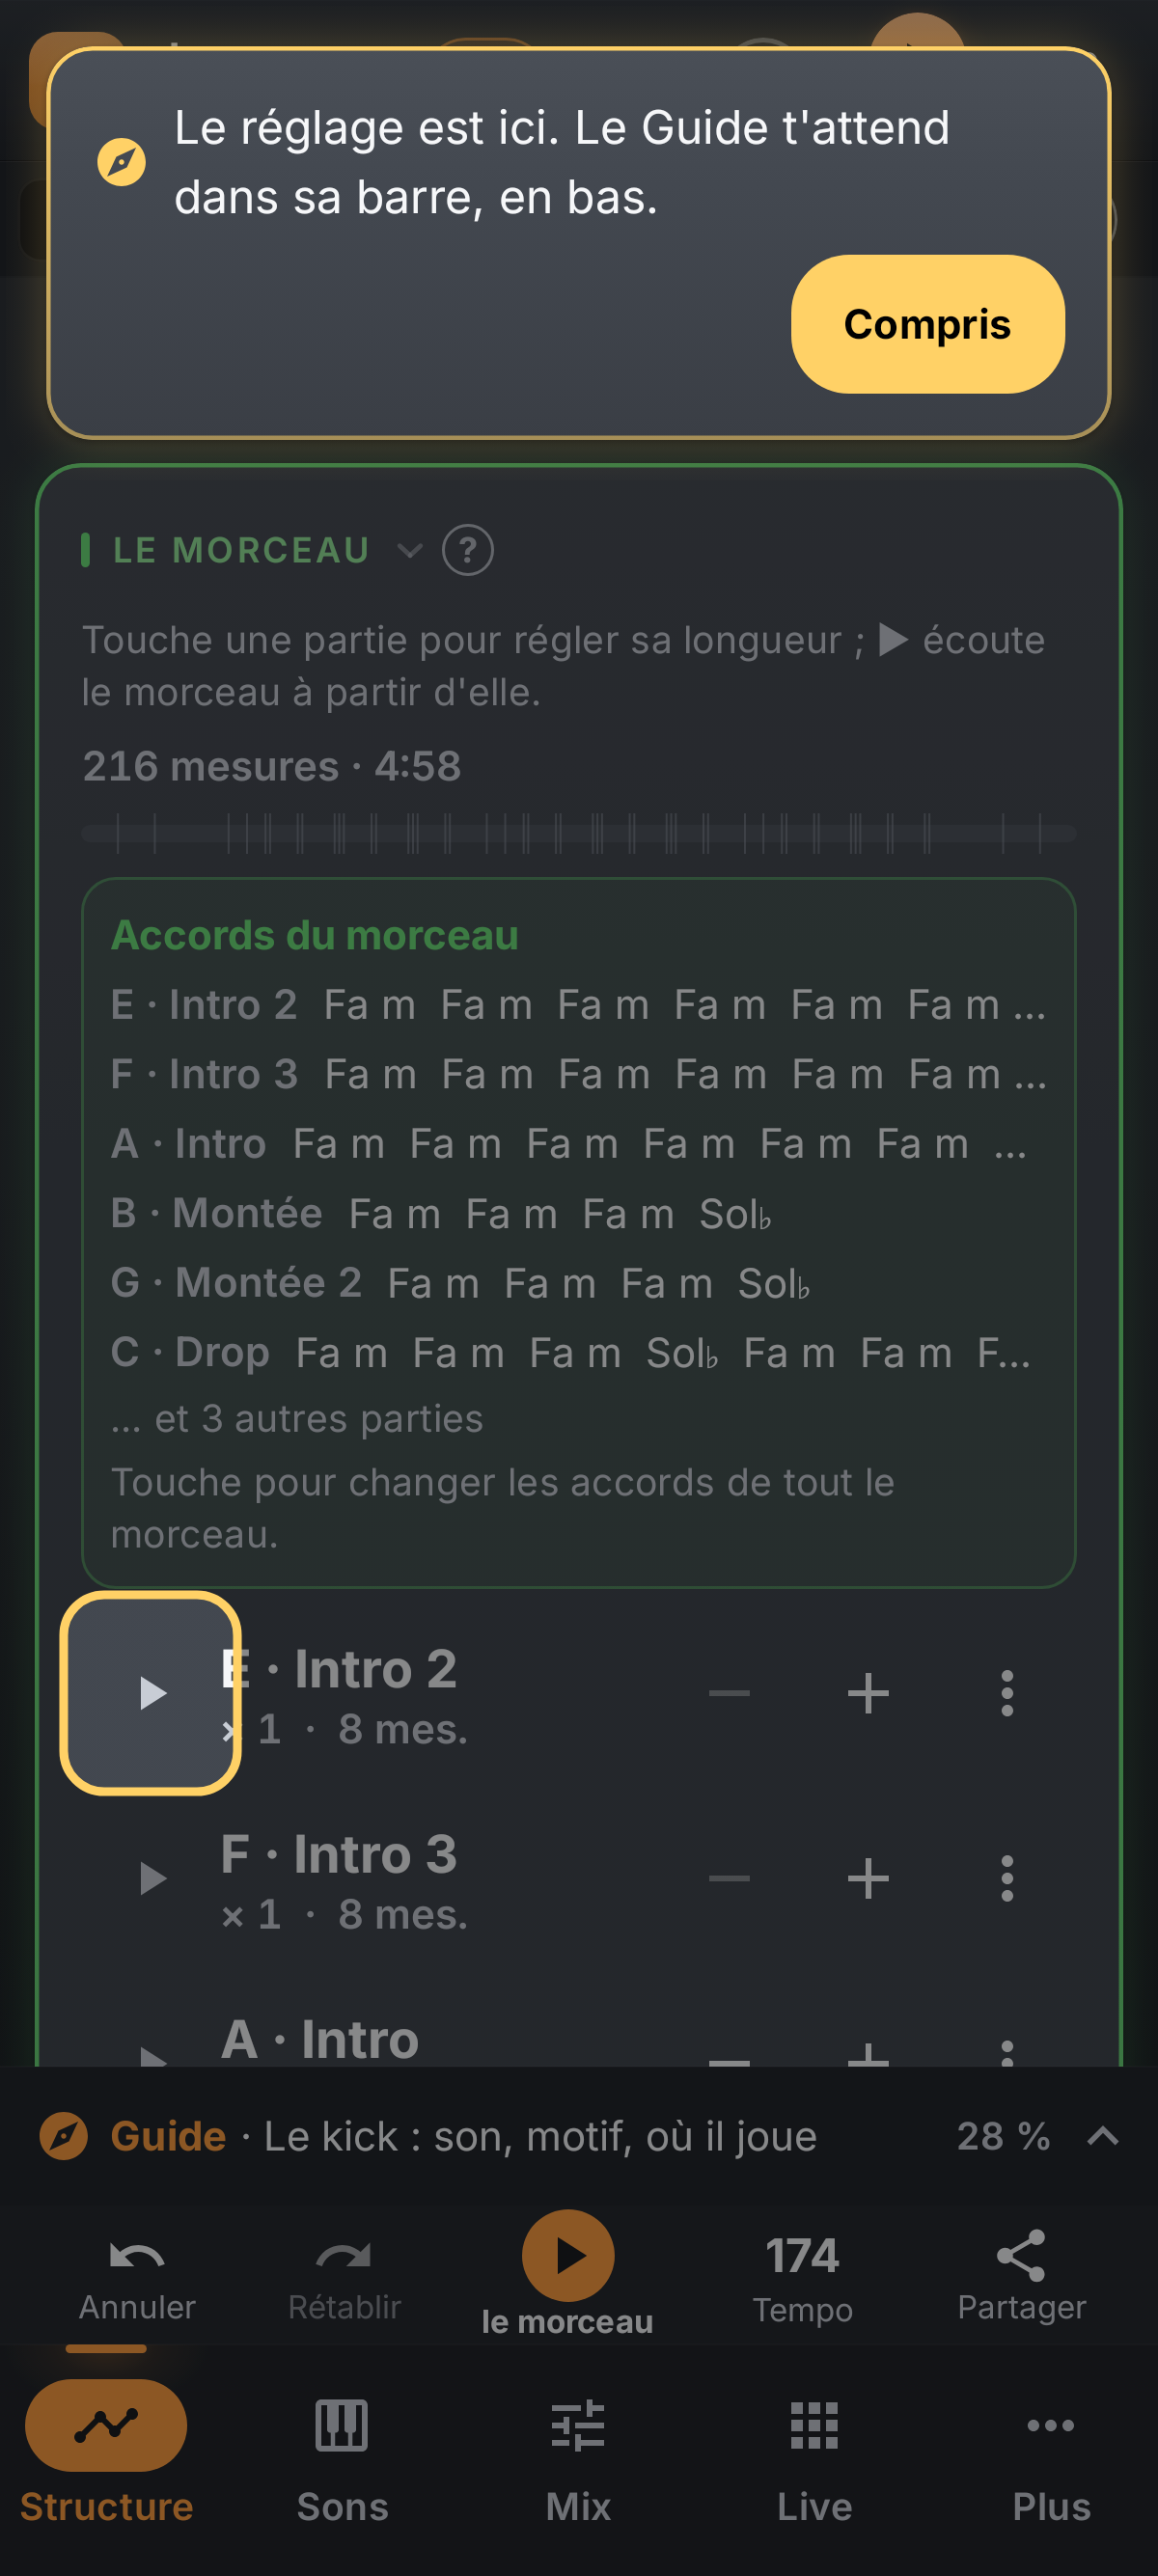 Le réglage est ici. Le Guide t'attend
dans sa barre, en bas.
Compris
LE MORCEAU ?
Touche une partie pour régler sa longueur ; ▶ écoute
le morceau à partir d'elle.
216 mesures · 4:58
Accords du morceau
E · Intro 2 Fa m Fa m Fa m Fa m Fa m Fa m ...
F · Intro 3 Fa m Fa m Fa m Fa m Fa m Fa m ...
A · Intro Fa m Fa m Fa m Fa m Fa m Fa m ...
B · Montée Fa m Fa m Fa m Sol♭
G · Montée 2 Fa m Fa m Fa m Sol♭
C · Drop Fa m Fa m Fa m Sol♭ Fa m Fa m F...
... et 3 autres parties
Touche pour changer les accords de tout le
morceau.
E · Intro 2
× 1 · 8 mes.
F · Intro 3
× 1 · 8 mes.
A · Intro
Guide · Le kick : son, motif, où il joue 28 %
174
Annuler Rétablir le morceau Tempo Partager
Structure Sons Mix Live Plus